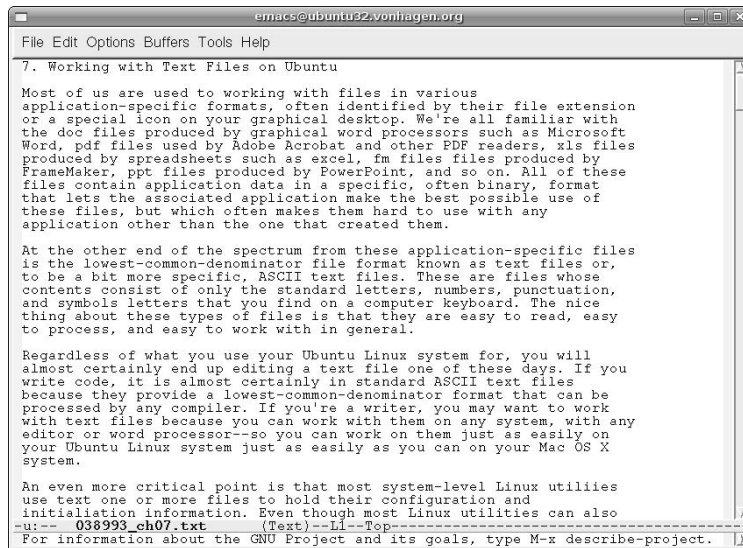 emacs@ubuntu32.vonhagen.org
File Edit Options Buffers Tools Help
7. Working with Text Files on Ubuntu
Most of us are used to working with files in various
application-specific formats, often identified by their file extension
or a special icon on your graphical desktop. We're all familiar with
the doc files produced by graphical word processors such as Microsoft
Word, pdf files used by Adobe Acrobat and other PDF readers, xls files
produced by spreadsheets such as excel, fm files files produced by
FrameMaker, ppt files produced by PowerPoint, and so on. All of these
files contain application data in a specific, often binary, format
that lets the associated application make the best possible use of
these files, but which often makes them hard to use with any
application other than the one that created them.
At the other end of the spectrum from these application-specific files
is the lowest-common-denominator file format known as text files or,
to be a bit more specific, ASCII text files. These are files whose
contents consist of only the standard letters, numbers, punctuation,
and symbols letters that you find on a computer keyboard. The nice
thing about these types of files is that they are easy to read, easy
to process, and easy to work with in general.
Regardless of what you use your Ubuntu Linux system for, you will
almost certainly end up editing a text file one of these days. If you
write code, it is almost certainly in standard ASCII text files
because they provide a lowest-common-denominator format that can be
processed by any compiler. If you're a writer, you may want to work
with text files because you can work with them on any system, with any
editor or word processor--so you can work on them just as easily on
your Ubuntu Linux system just as easily as you can on your Mac OS X
system.
An even more critical point is that most system-level Linux utiliies
use text one or more files to hold their configuration and
initialiation information. Even though most Linux utilities can also
-u:-- 038993_ch07.txt (Text)--L1--Top----------------------------------------
For information about the GNU Project and its goals, type M-x describe-project.